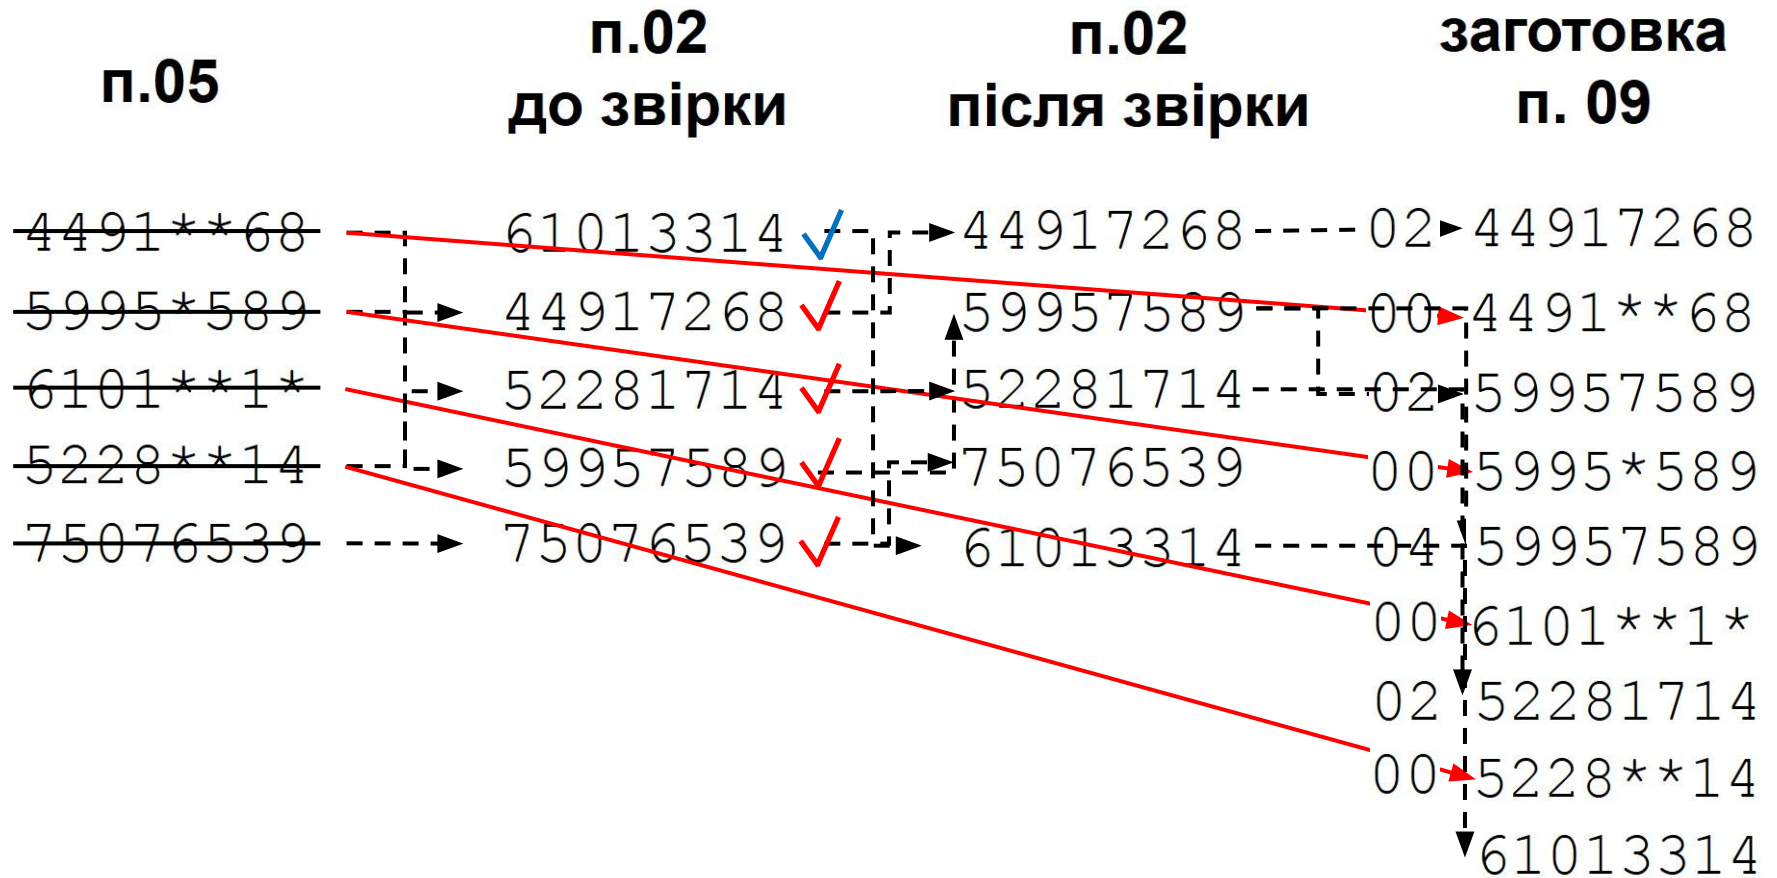 п.05
п.02
до звірки
п.02
після звірки
заготовка
п. 09
4491**68 61013314 44917268 02 44917268
5995*589 44917268 59957589 00 4491**68
6101**1* 52281714 52281714 02 59957589
5228**14 59957589 75076539 00 5995*589
75076539 75076539 61013314 04 59957589
00 6101**1*
02 52281714
00 5228**14
61013314